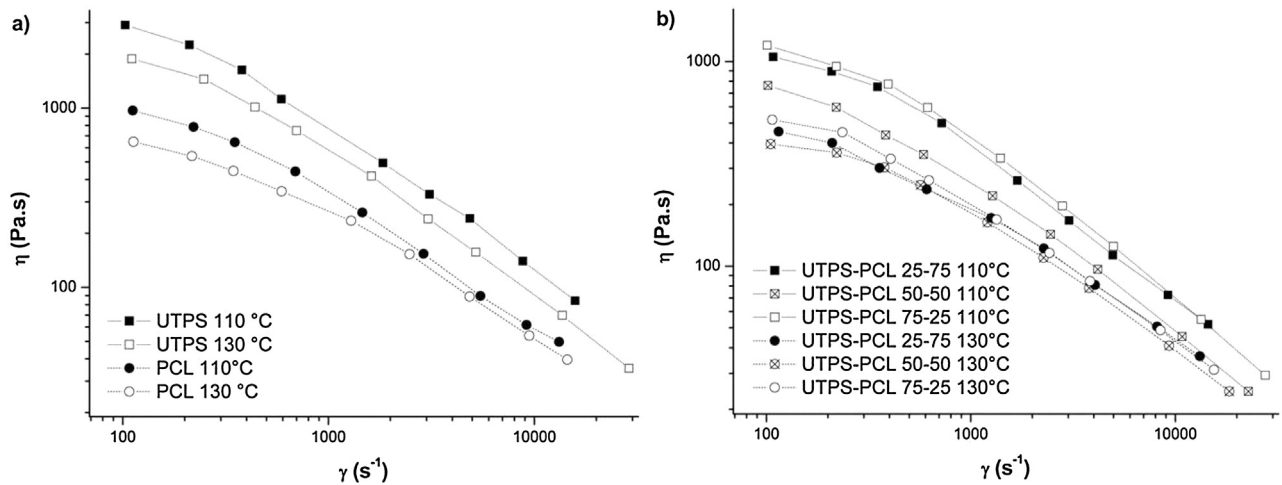 a)
1000
100
η (Pa.s)
UTPS 110 °C
UTPS 130 °C
PCL 110°C
PCL 130 °C
100
1000
10000
γ (s-1)
b)
1000
100
η (Pa.s)
UTPS-PCL 25-75 110°C
UTPS-PCL 50-50 110°C
UTPS-PCL 75-25 110°C
UTPS-PCL 25-75 130°C
UTPS-PCL 50-50 130°C
UTPS-PCL 75-25 130°C
100
1000
10000
γ (s-1)